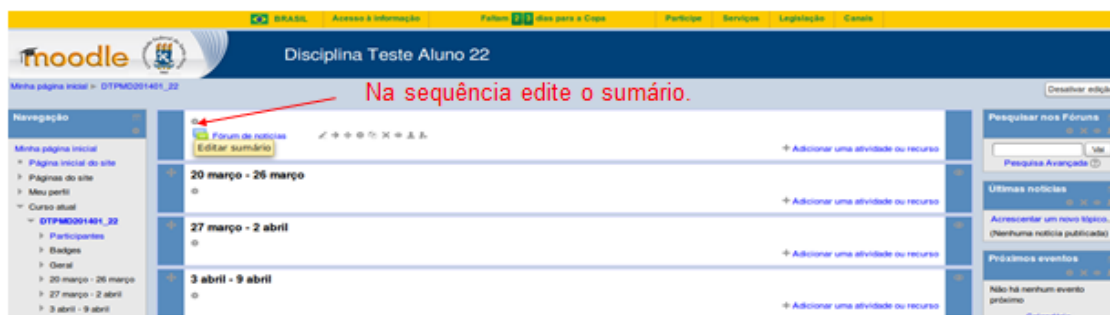 BRASIL Acesso à informação Faltam 2 dias para a Copa Participe Serviços Legislação Canais
moodle
Disciplina Teste Aluno 22
Minha página inicial ► DTPMD201401_22
Desativar ediçã
Na sequência edite o sumário.
Navegação
Minha página inicial
Página inicial do site
Páginas do site
Meu perfil
Curso atual
DTPMD201401_22
Participantes
Badges
Geral
20 março - 26 março
27 março - 2 abril
3 abril - 9 abril
Fórum de notícias
Editar sumário
+ Adicionar uma atividade ou recurso
20 março - 26 março
+ Adicionar uma atividade ou recurso
27 março - 2 abril
+ Adicionar uma atividade ou recurso
3 abril - 9 abril
+ Adicionar uma atividade ou recurso
Pesquisar nos Fóruns
Vai
Pesquisa Avançada
Últimas notícias
Acrescentar um novo tópico.
(Nenhuma notícia publicada)
Próximos eventos
Não há nenhum evento
próximo